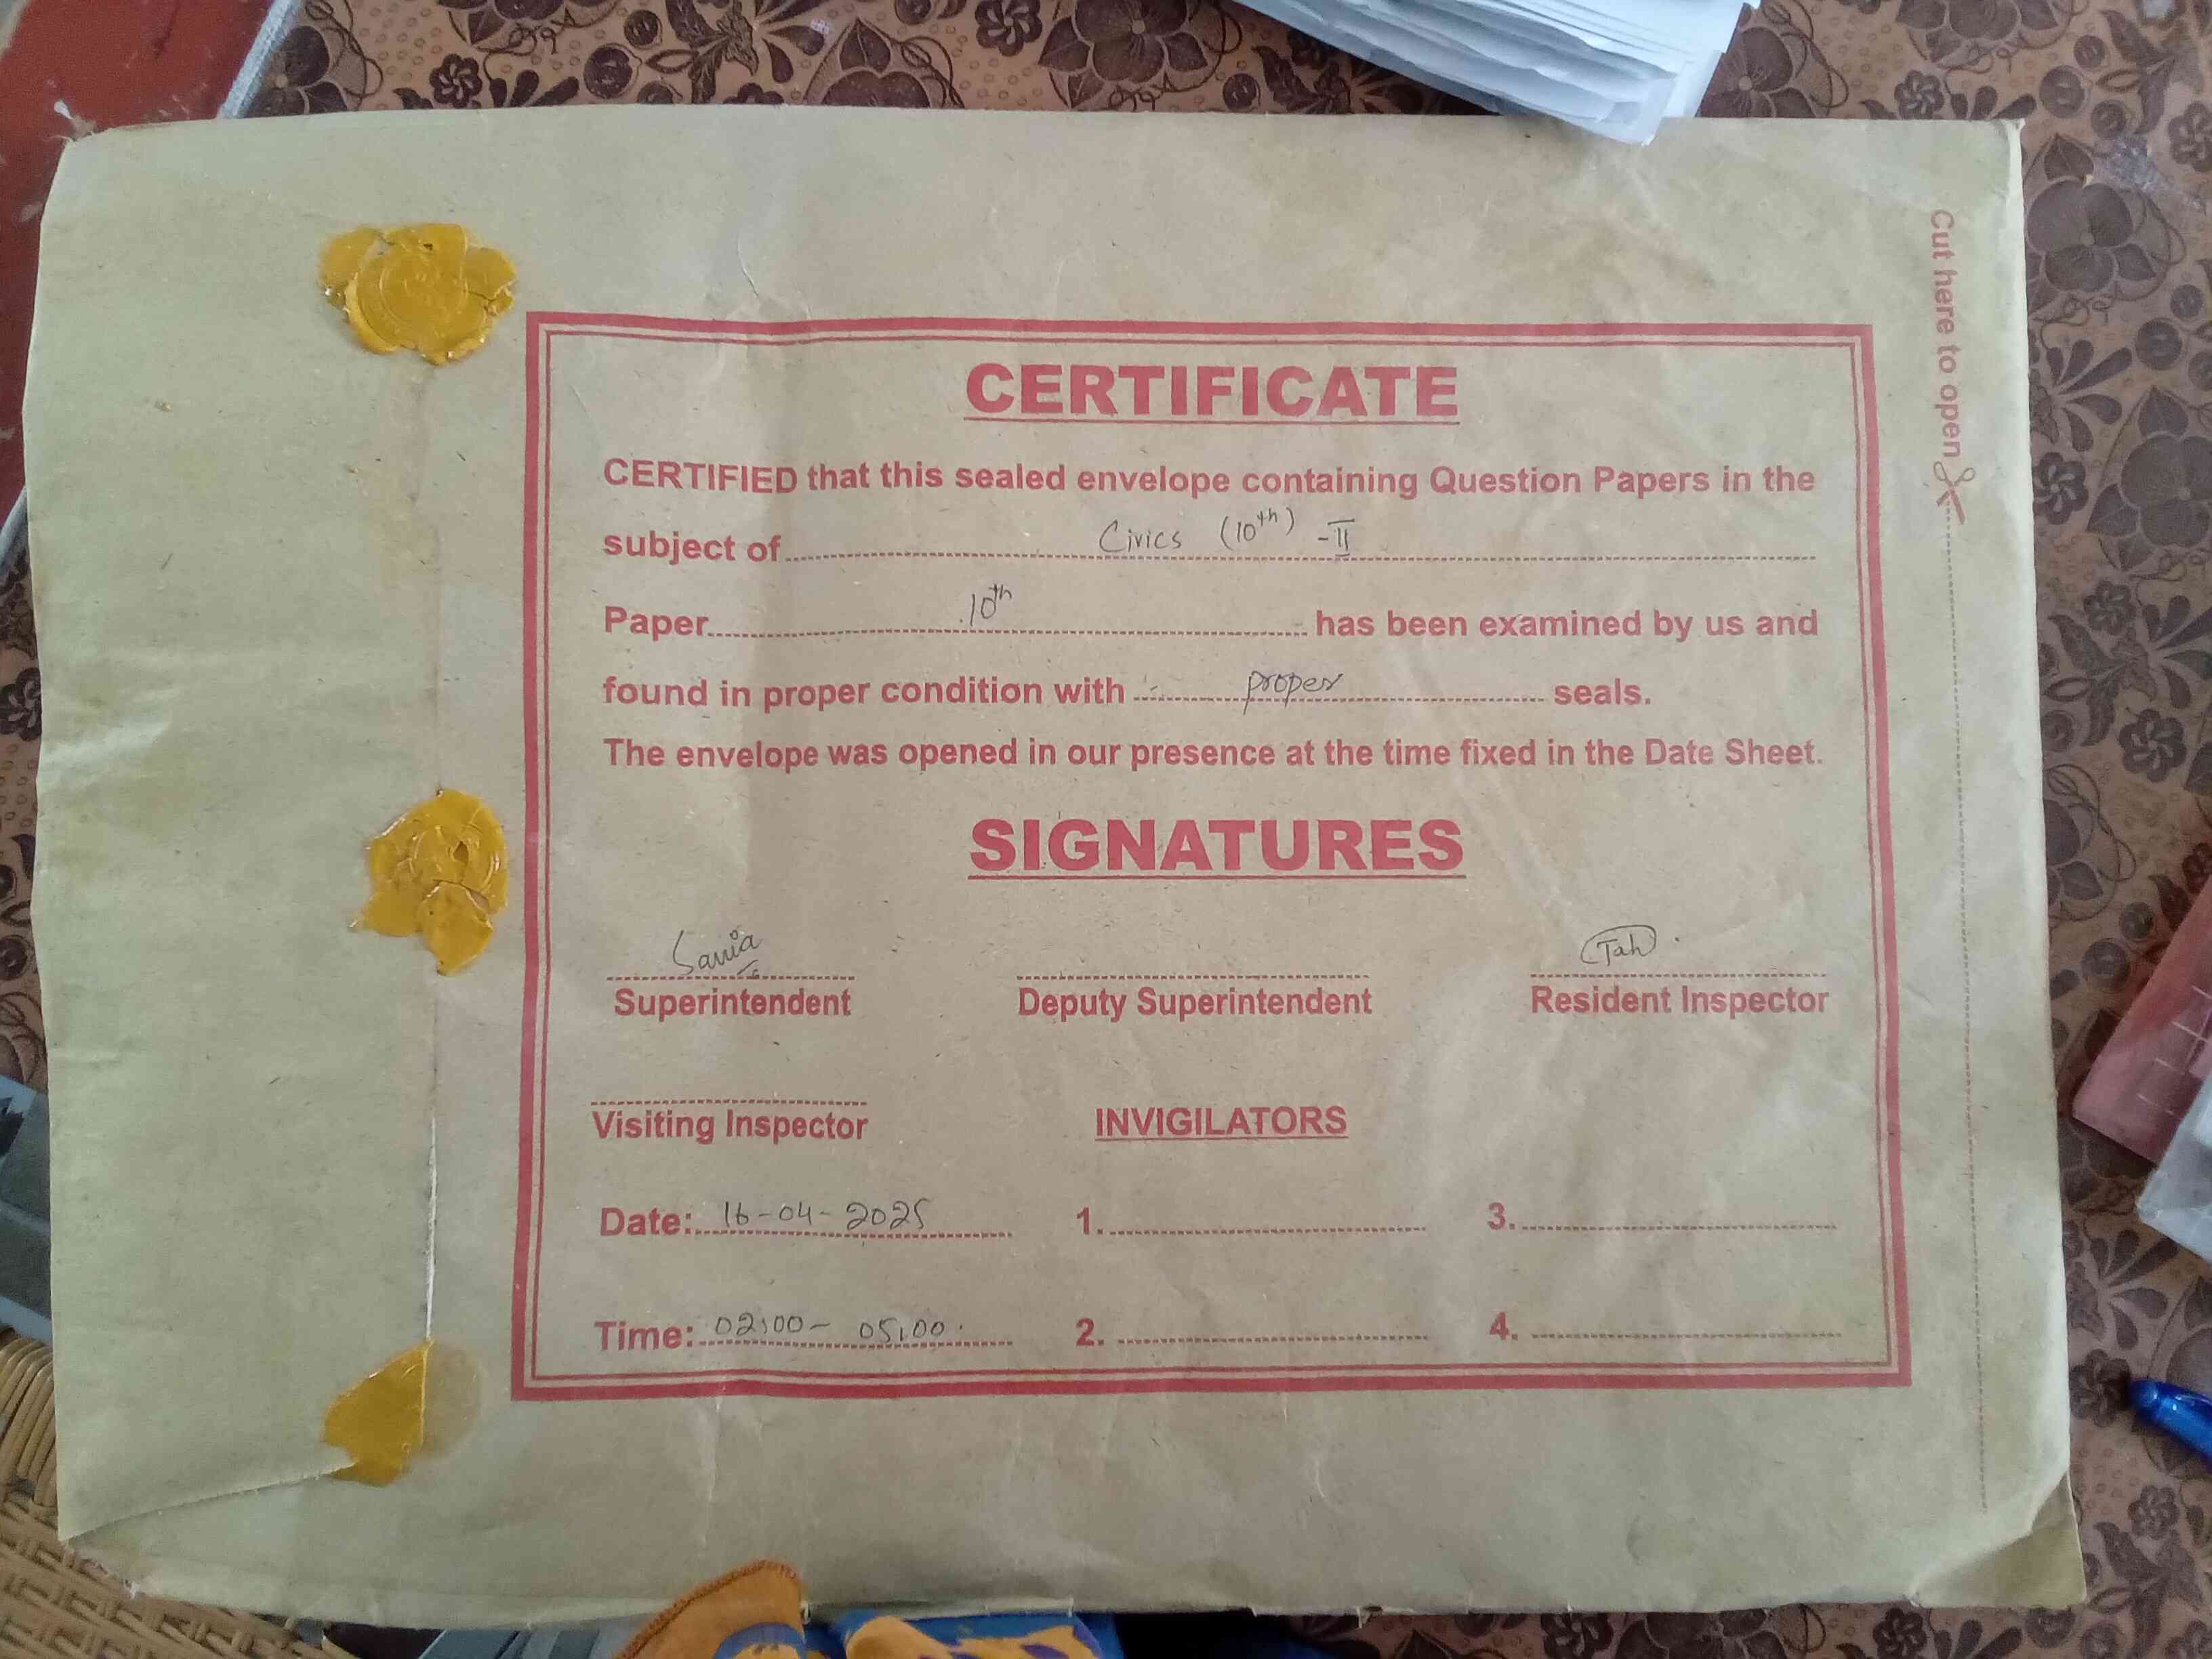 CERTIFICATE
CERTIFIED that this sealed envelope containing Question Papers in the
subject of Civics (10th) -II
Paper 10th has been examined by us and
found in proper condition with proper seals.
The envelope was opened in our presence at the time fixed in the Date Sheet.
SIGNATURES
Sania Tah
Superintendent Deputy Superintendent Resident Inspector
Visiting Inspector INVIGILATORS
Date: 16-04-2025 1. 3.
Time: 02:00- 05:00. 2. 4.
Cut here to open